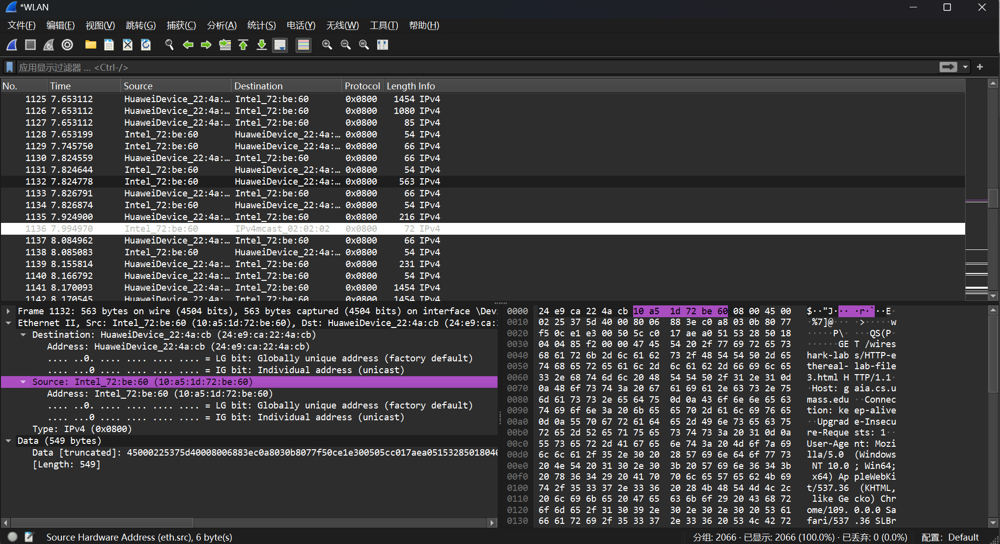 *WLAN
文件(F) 编辑(E) 视图(V) 跳转(G) 捕获(C) 分析(A) 统计(S) 电话(Y) 无线(W) 工具(T) 帮助(H)
应用显示过滤器 … <Ctrl-/>
No. Time Source Destination Protocol Length Info
1125 7.653112 HuaweiDevice_22:4a:… Intel_72:be:60 0x0800 1454 IPv4
1126 7.653112 HuaweiDevice_22:4a:… Intel_72:be:60 0x0800 1080 IPv4
1127 7.653112 HuaweiDevice_22:4a:… Intel_72:be:60 0x0800 85 IPv4
1128 7.653199 Intel_72:be:60 HuaweiDevice_22:4a:… 0x0800 54 IPv4
1129 7.745750 Intel_72:be:60 HuaweiDevice_22:4a:… 0x0800 66 IPv4
1130 7.824559 HuaweiDevice_22:4a:… Intel_72:be:60 0x0800 66 IPv4
1131 7.824644 Intel_72:be:60 HuaweiDevice_22:4a:… 0x0800 54 IPv4
1132 7.824778 Intel_72:be:60 HuaweiDevice_22:4a:… 0x0800 563 IPv4
1133 7.826791 HuaweiDevice_22:4a:… Intel_72:be:60 0x0800 66 IPv4
1134 7.826874 Intel_72:be:60 HuaweiDevice_22:4a:… 0x0800 54 IPv4
1135 7.924900 HuaweiDevice_22:4a:… Intel_72:be:60 0x0800 216 IPv4
1136 7.994970 Intel_72:be:60 IPv4mcast_02:02:02 0x0800 72 IPv4
1137 8.084962 HuaweiDevice_22:4a:… Intel_72:be:60 0x0800 66 IPv4
1138 8.085083 Intel_72:be:60 HuaweiDevice_22:4a:… 0x0800 54 IPv4
1139 8.155814 HuaweiDevice_22:4a:… Intel_72:be:60 0x0800 231 IPv4
1140 8.166792 HuaweiDevice_22:4a:… Intel_72:be:60 0x0800 54 IPv4
1141 8.170093 HuaweiDevice_22:4a:… Intel_72:be:60 0x0800 1454 IPv4
1142 8.170545 HuaweiDevice_22:4a: Intel_72:be:60 0x0800 1454 IPv4
Frame 1132: 563 bytes on wire (4504 bits), 563 bytes captured (4504 bits) on interface \Dev
Ethernet II, Src: Intel_72:be:60 (10:a5:1d:72:be:60), Dst: HuaweiDevice_22:4a:cb (24:e9:ca:
Destination: HuaweiDevice_22:4a:cb (24:e9:ca:22:4a:cb)
Address: HuaweiDevice_22:4a:cb (24:e9:ca:22:4a:cb)
.... ..0. .... .... .... .... = LG bit: Globally unique address (factory default)
.... ...0 .... .... .... .... = IG bit: Individual address (unicast)
Source: Intel_72:be:60 (10:a5:1d:72:be:60)
Address: Intel_72:be:60 (10:a5:1d:72:be:60)
.... ..0. .... .... .... .... = LG bit: Globally unique address (factory default)
.... ...0 .... .... .... .... = IG bit: Individual address (unicast)
Type: IPv4 (0x0800)
Data (549 bytes)
Data [truncated]: 45000225375d40008006883ec0a8030b8077f50ce1e300505cc017aea05153285018040
[Length: 549]
0000 24 e9 ca 22 4a cb 10 a5 1d 72 be 60 08 00 45 00 $··"J·····r·`··E·
0010 02 25 37 5d 40 00 80 06 88 3e c0 a8 03 0b 80 77 ·%7]@····>·····w
0020 f5 0c e1 e3 00 50 5c c0 17 ae a0 51 53 28 50 18 ·····P\····QS(P·
0030 04 04 85 f2 00 00 47 45 54 20 2f 77 69 72 65 73 ······GE T /wires
0040 68 61 72 6b 2d 6c 61 62 73 2f 48 54 54 50 2d 65 hark-lab s/HTTP-e
0050 74 68 65 72 65 61 6c 2d 6c 61 62 2d 66 69 6c 65 thereal- lab-file
0060 33 2e 68 74 6d 6c 20 48 54 54 50 2f 31 2e 31 0d 3.html H TTP/1.1·
0070 0a 48 6f 73 74 3a 20 67 61 69 61 2e 63 73 2e 75 ·Host: g aia.cs.u
0080 6d 61 73 73 2e 65 64 75 0d 0a 43 6f 6e 6e 65 63 mass.edu ··Connec
0090 74 69 6f 6e 3a 20 6b 65 65 70 2d 61 6c 69 76 65 tion: ke ep-alive
00a0 0d 0a 55 70 67 72 61 64 65 2d 49 6e 73 65 63 75 ··Upgrad e-Insecu
00b0 72 65 2d 52 65 71 75 65 73 74 73 3a 20 31 0d 0a re-Reque sts: 1··
00c0 55 73 65 72 2d 41 67 65 6e 74 3a 20 4d 6f 7a 69 User-Age nt: Mozi
00d0 6c 6c 61 2f 35 2e 30 20 28 57 69 6e 64 6f 77 73 lla/5.0 (Windows
00e0 20 4e 54 20 31 30 2e 30 3b 20 57 69 6e 36 34 3b NT 10.0 ; Win64;
00f0 20 78 36 34 29 20 41 70 70 6c 65 57 65 62 4b 69 x64) Ap pleWebKi
0100 74 2f 35 33 37 2e 33 36 20 28 4b 48 54 4d 4c 2c t/537.36 (KHTML,
0110 20 6c 69 6b 65 20 47 65 63 6b 6f 29 20 43 68 72 like Ge cko) Chr
0120 6f 6d 65 2f 31 30 39 2e 30 2e 30 2e 30 20 53 61 ome/109. 0.0.0 Sa
0130 66 61 72 69 2f 35 33 37 2e 33 36 20 53 4c 42 72 fari/537 .36 SLBr
Source Hardware Address (eth.src), 6 byte(s)
分组: 2066 · 已显示: 2066 (100.0%) · 已丢弃: 0 (0.0%)
配置: Default